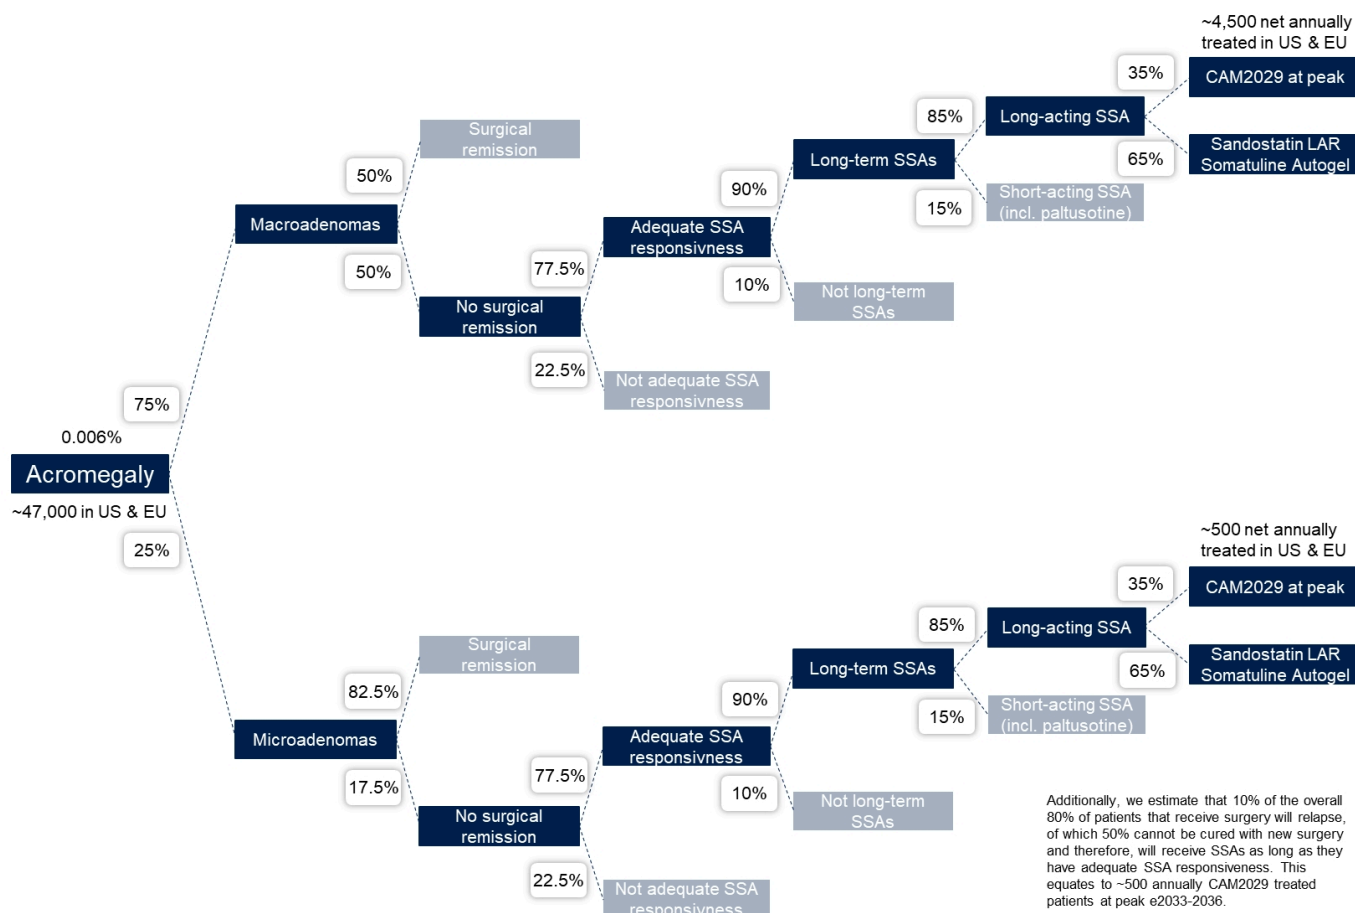 ~4,500 net annually
treated in US & EU
35%
CAM2029 at peak
85%
Long-acting SSA
Surgical
remission
Long-term SSAs
65%
Sandostatin LAR
Somatuline Autogel
50%
90%
15%
Short-acting SSA
(incl. paltusotine)
Macroadenomas
Adequate SSA
responsivness
50%
77.5%
10%
Not long-term
SSAs
No surgical
remission
22.5%
Not adequate SSA
responsivness
75%
0.006%
Acromegaly
~47,000 in US & EU
25%
~500 net annually
treated in US & EU
35%
CAM2029 at peak
85%
Long-acting SSA
Surgical
remission
Long-term SSAs
65%
Sandostatin LAR
Somatuline Autogel
82.5%
90%
15%
Short-acting SSA
(incl. paltusotine)
Microadenomas
Adequate SSA
responsivness
17.5%
77.5%
10%
Not long-term
SSAs
No surgical
remission
22.5%
Not adequate SSA
responsivness
Additionally, we estimate that 10% of the overall
80% of patients that receive surgery will relapse,
of which 50% cannot be cured with new surgery
and therefore, will receive SSAs as long as they
have adequate SSA responsiveness. This
equates to ~500 annually CAM2029 treated
patients at peak e2033-2036.